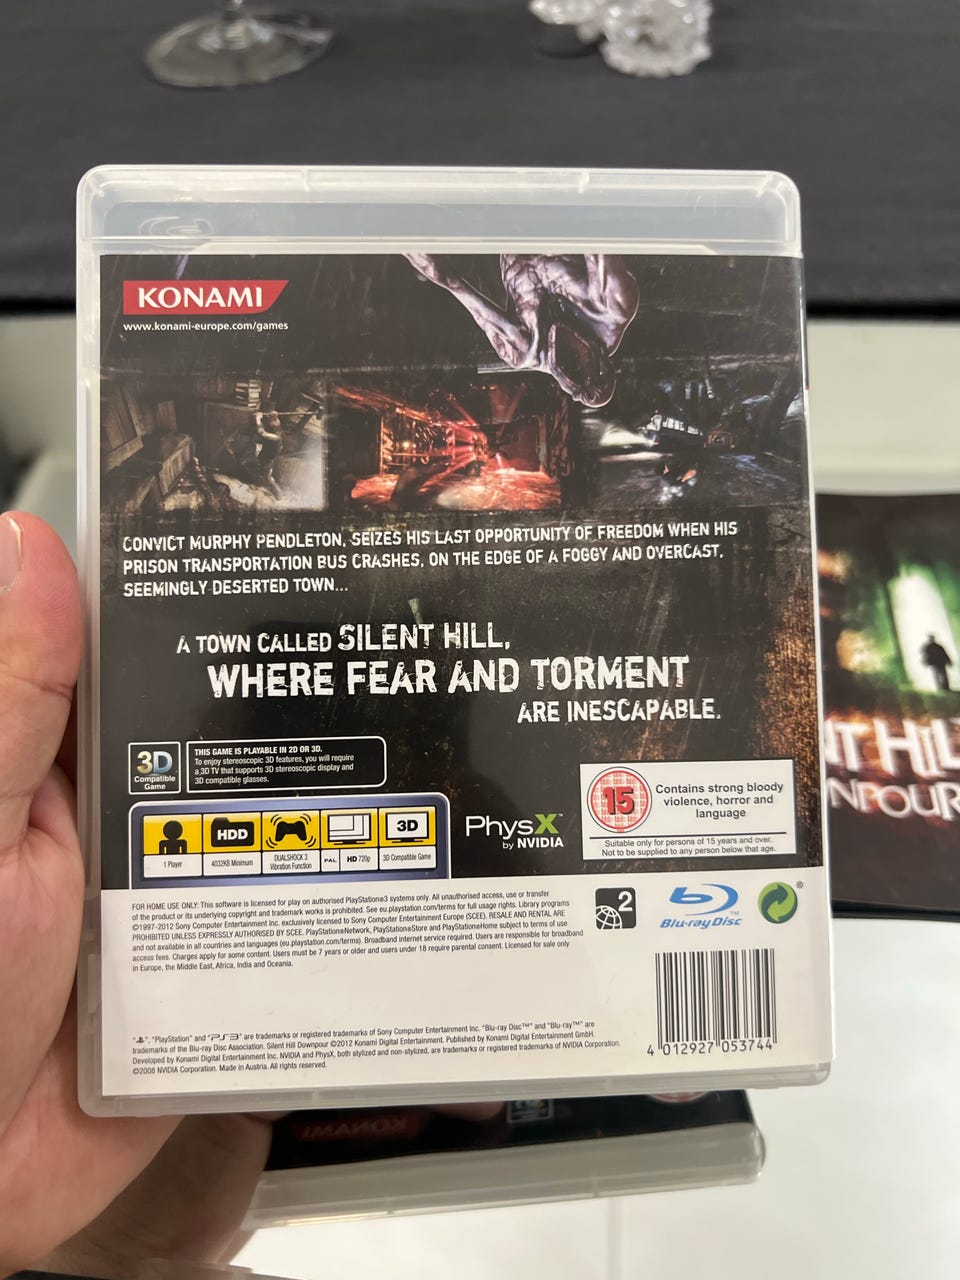 KONAMI
www.konami-europe.com/games
CONVICT MURPHY PENDLETON, SEIZES HIS LAST OPPORTUNITY OF FREEDOM WHEN HIS
PRISON TRANSPORTATION BUS CRASHES, ON THE EDGE OF A FOGGY AND OVERCAST,
SEEMINGLY DESERTED TOWN...
A TOWN CALLED SILENT HILL,
WHERE FEAR AND TORMENT
ARE INESCAPABLE.
3D
Compatible
Game
THIS GAME IS PLAYABLE IN 2D OR 3D.
To enjoy stereoscopic 3D features, you will require
a 3D TV that supports 3D stereoscopic display and
3D compatible glasses.
1 Player
HDD
4032KB Minimum
DUALSHOCK 3
Vibration Function
PAL
HD 720p
3D
3D Compatible Game
PhysX™
by NVIDIA
15
Contains strong bloody
violence, horror and
language
Suitable only for persons of 15 years and over.
Not to be supplied to any person below that age.
FOR HOME USE ONLY: This software is licensed for play on authorised PlayStation®3 systems only. All unauthorised access, use or transfer
of the product or its underlying copyright and trademark works is prohibited. See eu.playstation.com/terms for full usage rights. Library programs
©1997-2012 Sony Computer Entertainment Inc. exclusively licensed to Sony Computer Entertainment Europe (SCEE). RESALE AND RENTAL ARE
PROHIBITED UNLESS EXPRESSLY AUTHORISED BY SCEE. PlayStation®Network, PlayStation®Store and PlayStation®Home subject to terms of use
and not available in all countries and languages (eu.playstation.com/terms). Broadband internet service required. Users are responsible for broadband
access fees. Charges apply for some content. Users must be 7 years or older and users under 18 require parental consent. Licensed for sale only
in Europe, the Middle East, Africa, India and Oceania.
2
Blu-ray Disc™
®
"PlayStation" and "PS3" are trademarks or registered trademarks of Sony Computer Entertainment Inc. "Blu-ray Disc™" and "Blu-ray™" are
trademarks of the Blu-ray Disc Association. Silent Hill Downpour ©2012 Konami Digital Entertainment. Published by Konami Digital Entertainment GmbH.
Developed by Konami Digital Entertainment Inc. NVIDIA and PhysX, both stylized and non-stylized, are trademarks or registered trademarks of NVIDIA Corporation.
©2008 NVIDIA Corporation. Made in Austria. All rights reserved.
4 012927 053744
NT HIL
NPOUR
KONAMI